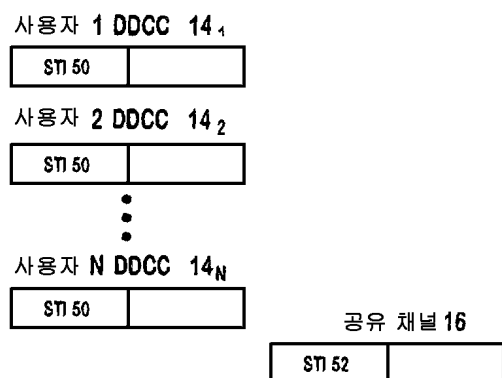 사용자 1 DDCC 14₁
STI 50
사용자 2 DDCC 14₂
STI 50
사용자 N DDCC 14N
STI 50
공유 채널 16
STI 52